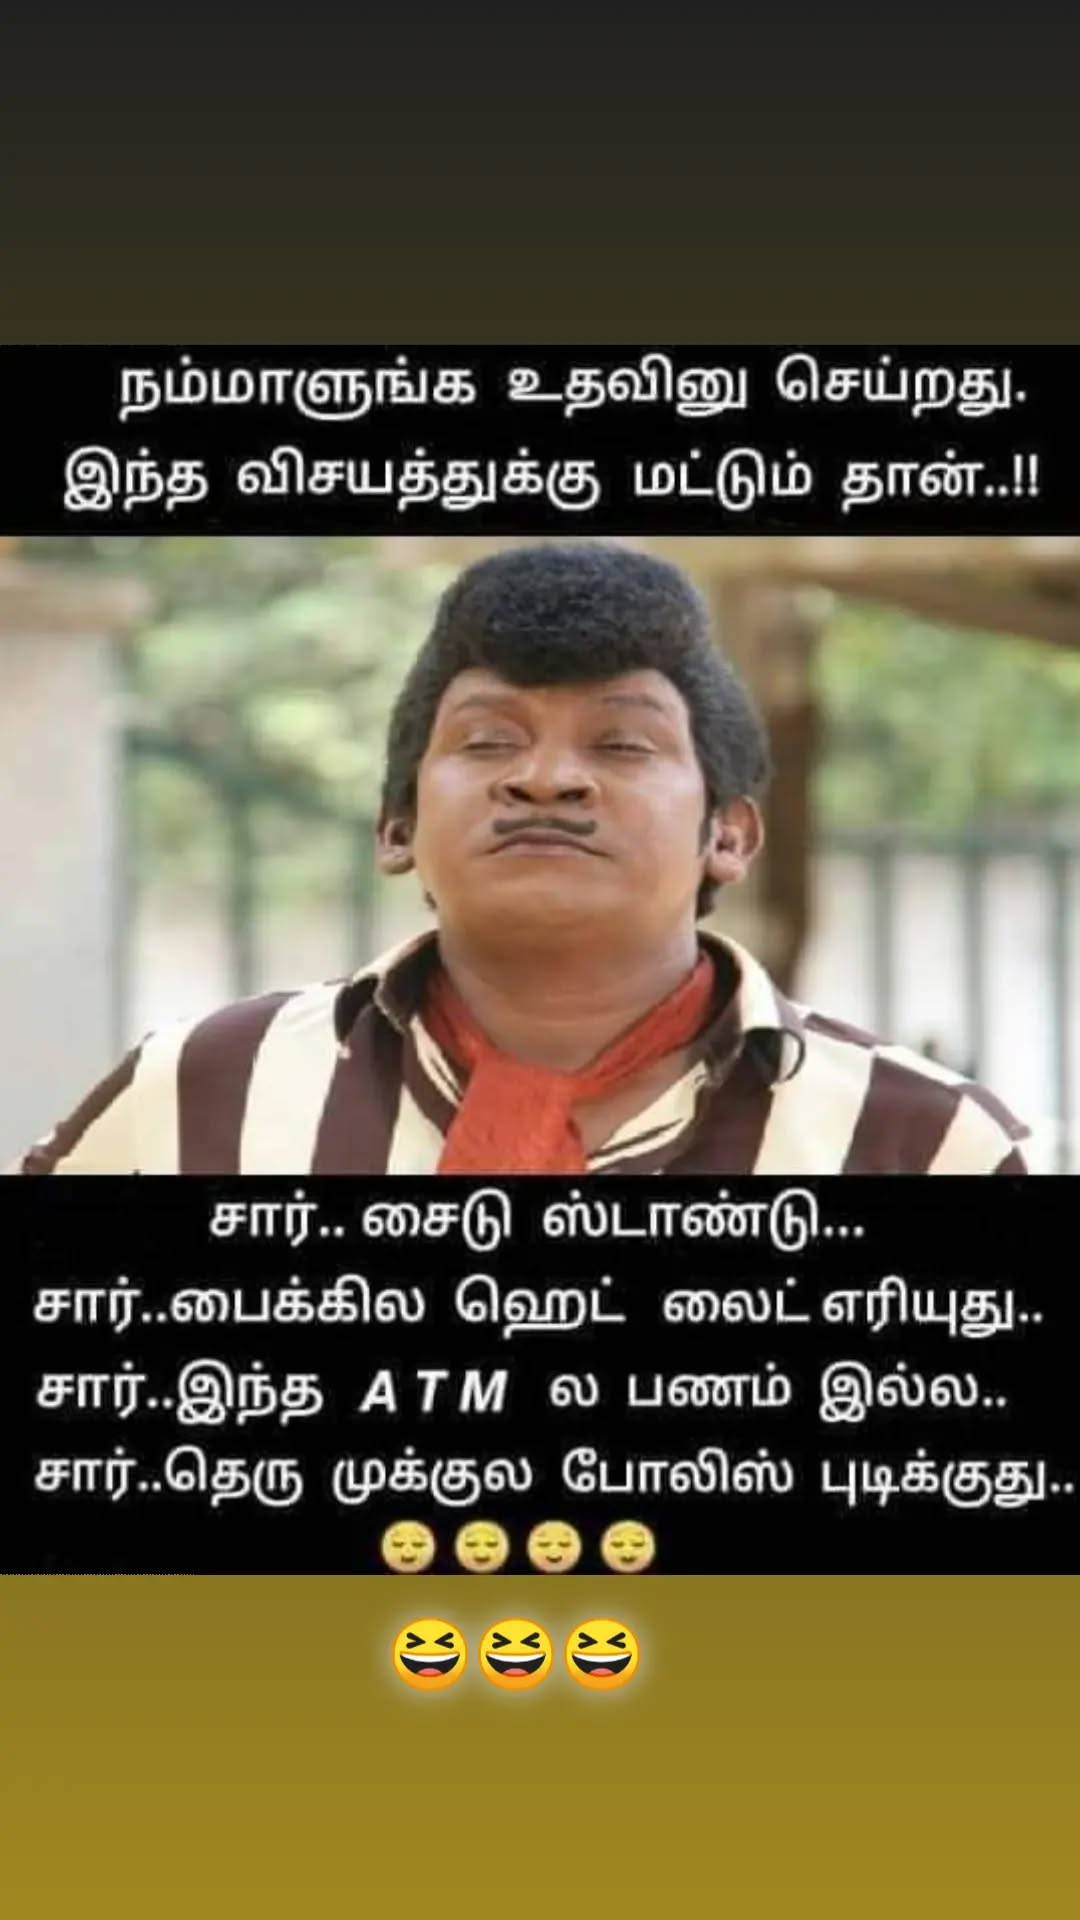 நம்மாளுங்க உதவினு செய்றது.
இந்த விசயத்துக்கு மட்டும் தான்..!!
சார்.. சைடு ஸ்டாண்டு...
சார்..பைக்கில ஹெட் லைட் எரியுது..
சார்..இந்த ATM ல பணம் இல்ல..
சார்..தெரு முக்குல போலிஸ் புடிக்குது..
😌😌😌😌
😆😆😆